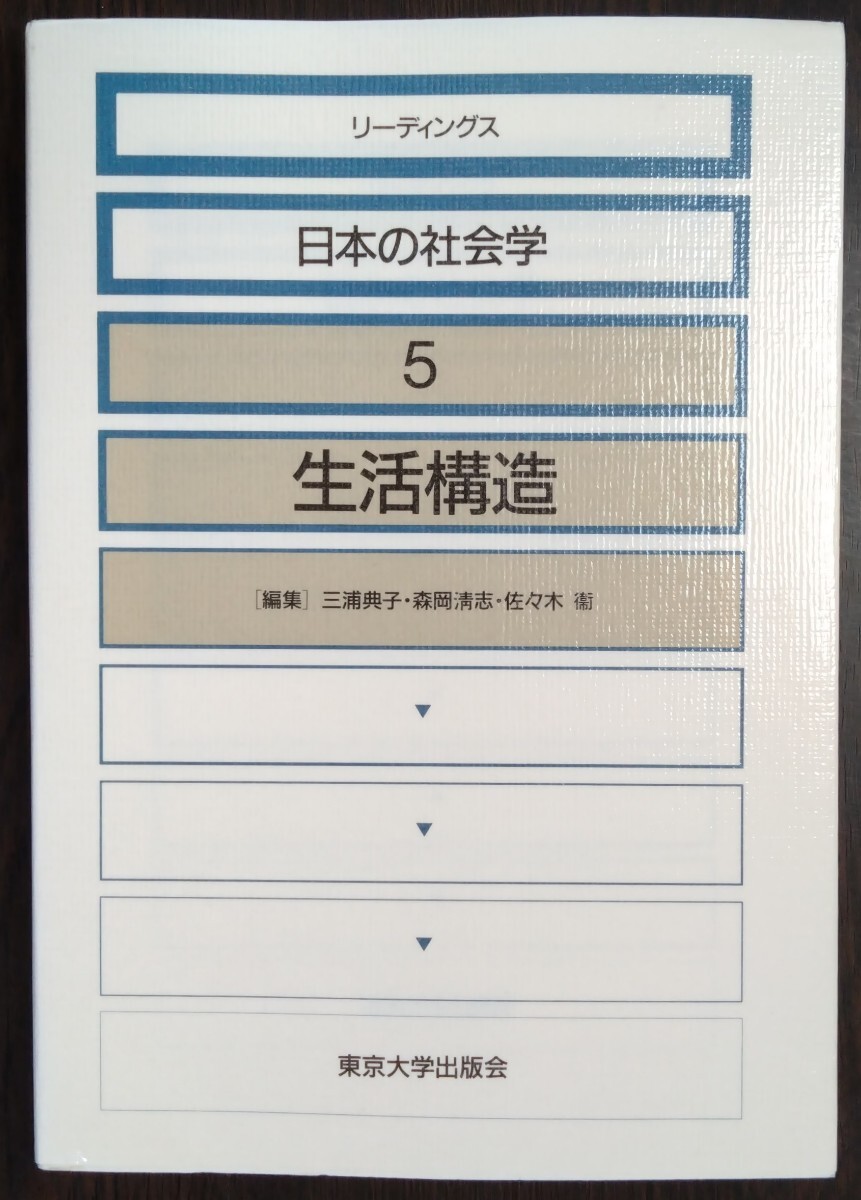 リーディングス
日本の社会学
5
生活構造
［編集］ 三浦典子・森岡淸志・佐々木 衞
▼
▼
▼
東京大学出版会